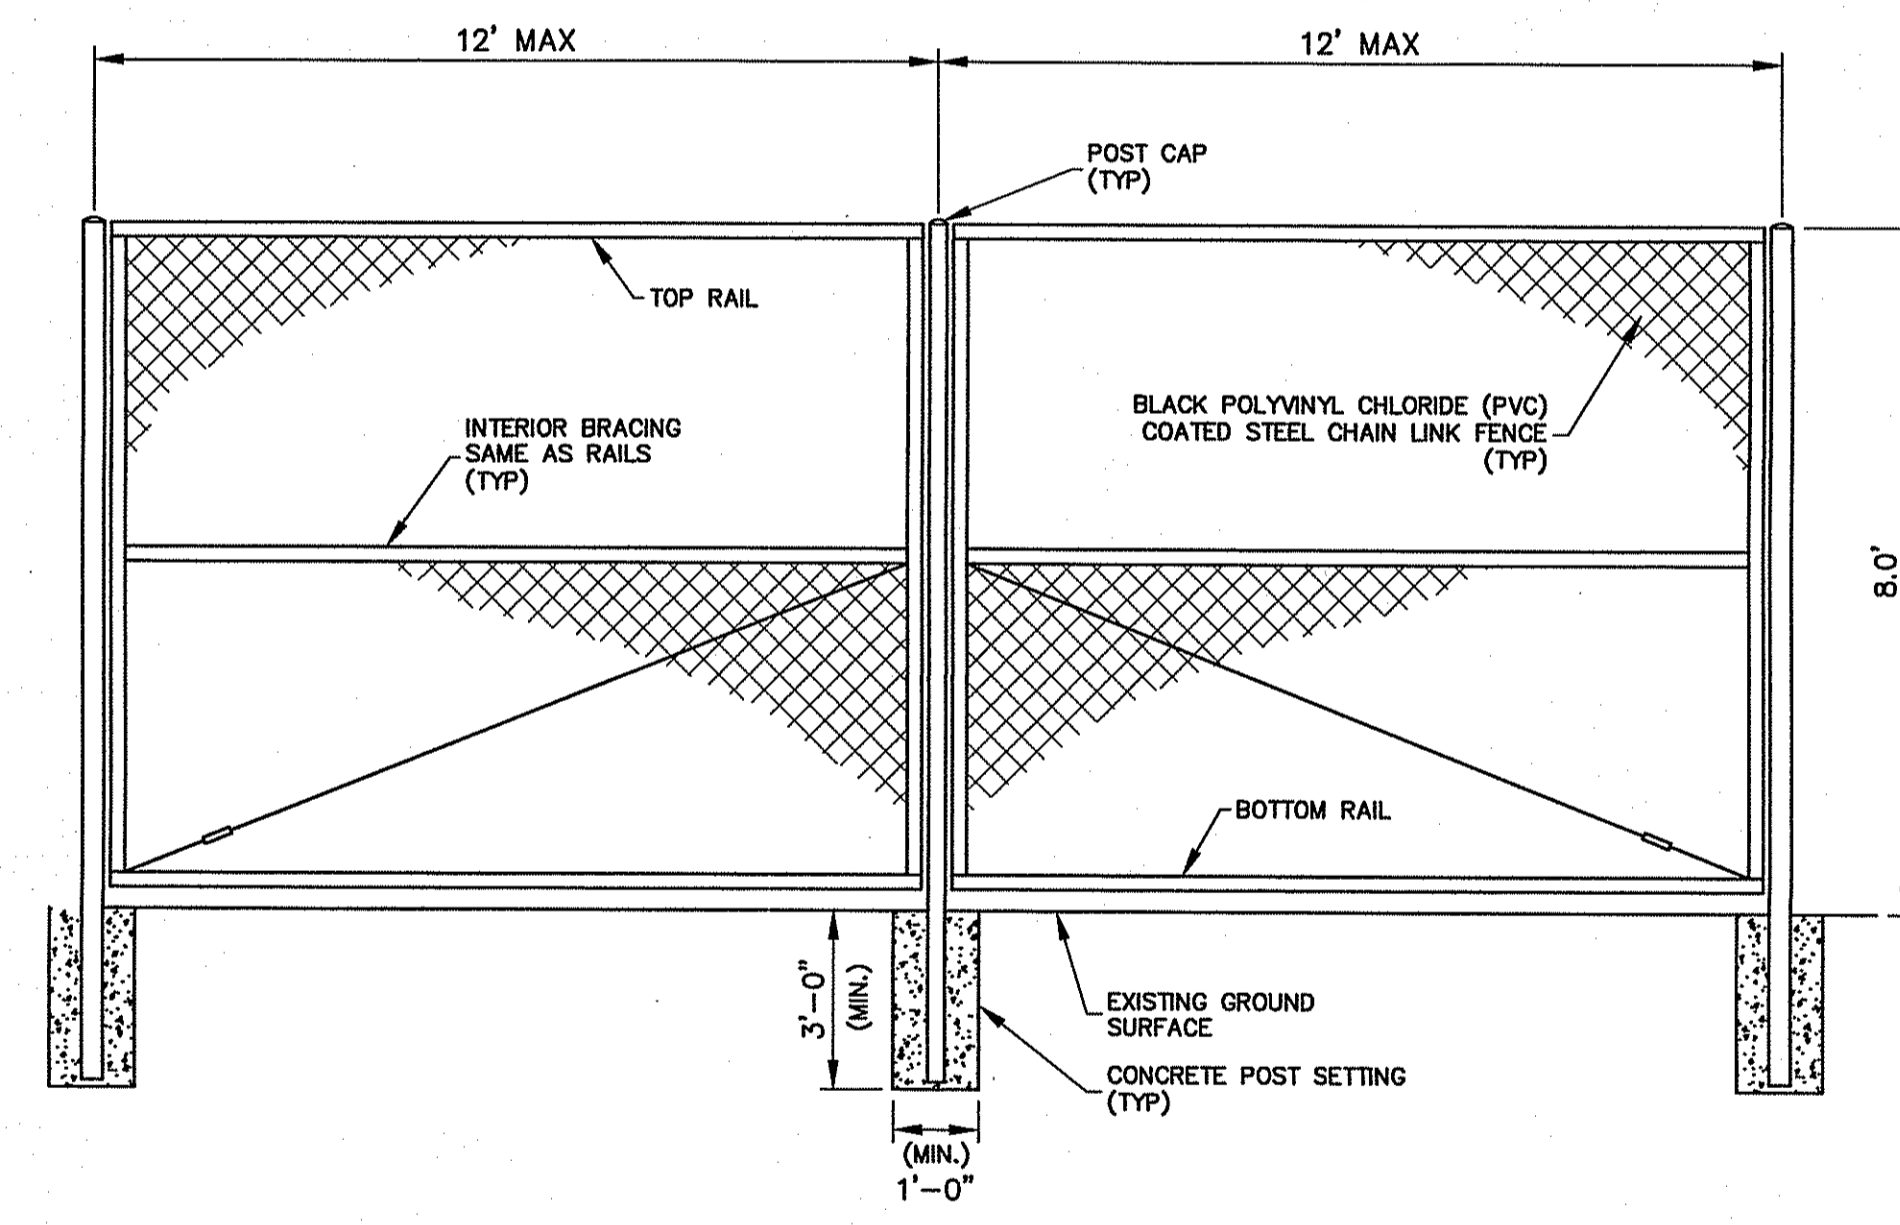 12' MAX
12' MAX
POST CAP
(TYP)
TOP RAIL
INTERIOR BRACING
SAME AS RAILS
(TYP)
BLACK POLYVINYL CHLORIDE (PVC)
COATED STEEL CHAIN LINK FENCE
(TYP)
8.0'
BOTTOM RAIL
3'-0"
(MIN.)
EXISTING GROUND
SURFACE
CONCRETE POST SETTING
(TYP)
(MIN.)
1'-0"